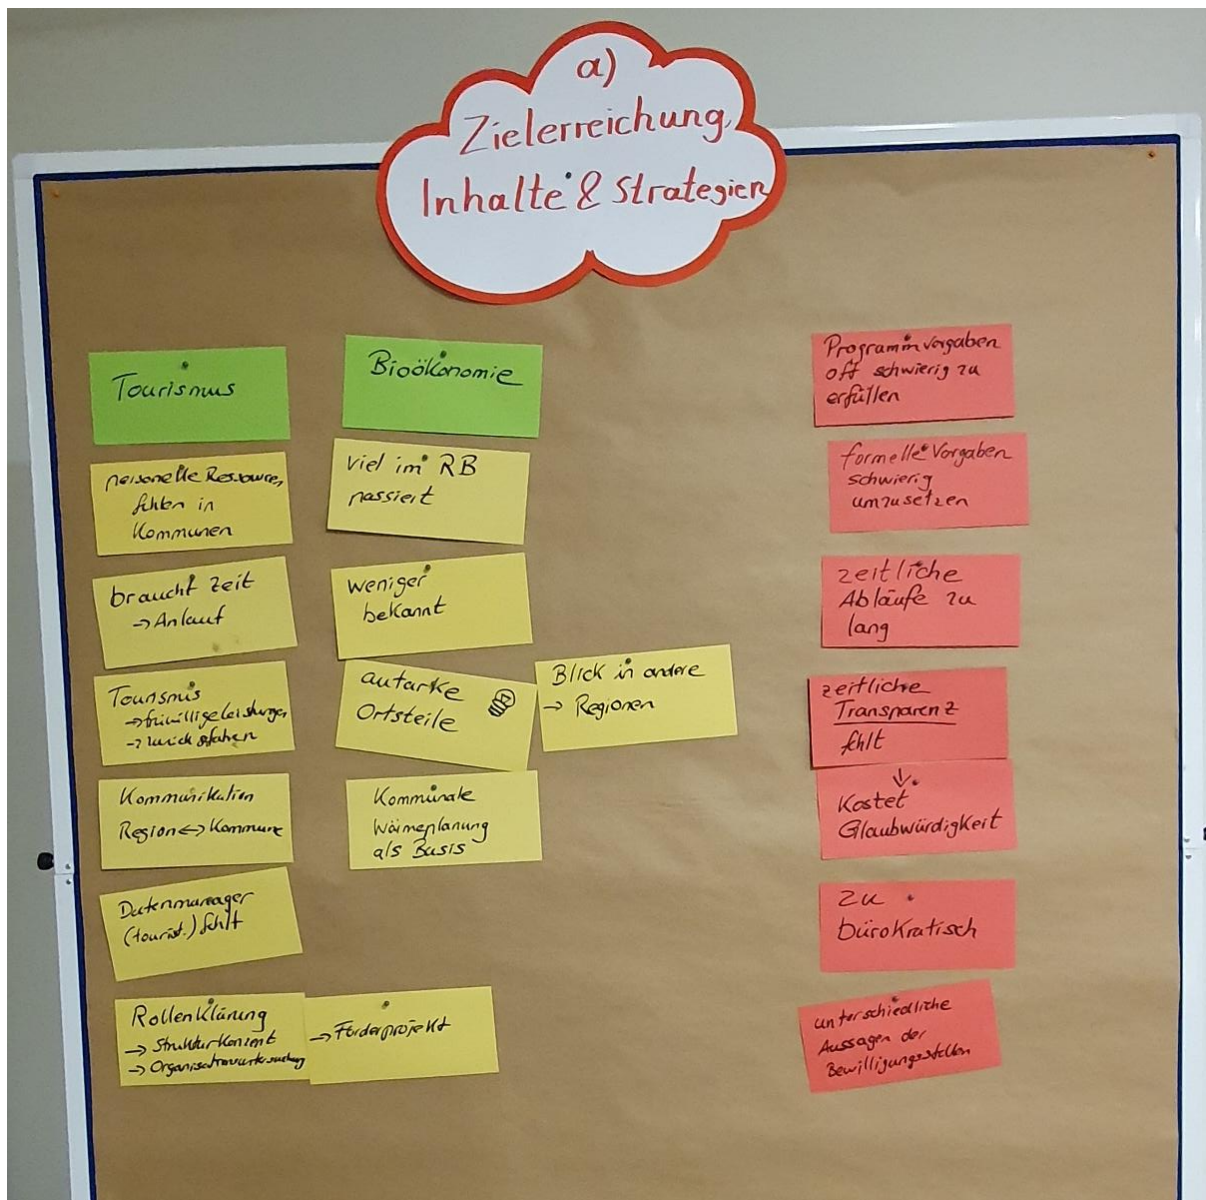 a)
Zielerreichung,
Inhalte & Strategien
Tourismus
personelle Ressourcen
fehlen in
Kommunen
braucht Zeit
→ Anlauf
Tourismus
→ freiwillige Leistungen
→ zurückfahren
Kommunikation
Region ↔ Kommune
Datenmanager
(tourist.) fehlt
Rollenklärung
→ Strukturkonzept
→ Organisationsuntersuchung
→ Förderprojekt
Bioökonomie
viel im RB
passiert
weniger
bekannt
autarke
Ortsteile
Blick in andere
→ Regionen
Kommunale
Wärmeplanung
als Basis
Programmvorgaben
oft schwierig zu
erfüllen
formelle Vorgaben
schwierig
umzusetzen
zeitliche
Abläufe zu
lang
zeitliche
Transparenz
fehlt
↓
Kostet
Glaubwürdigkeit
zu
bürokratisch
unterschiedliche
Aussagen der
Bewilligungsstellen